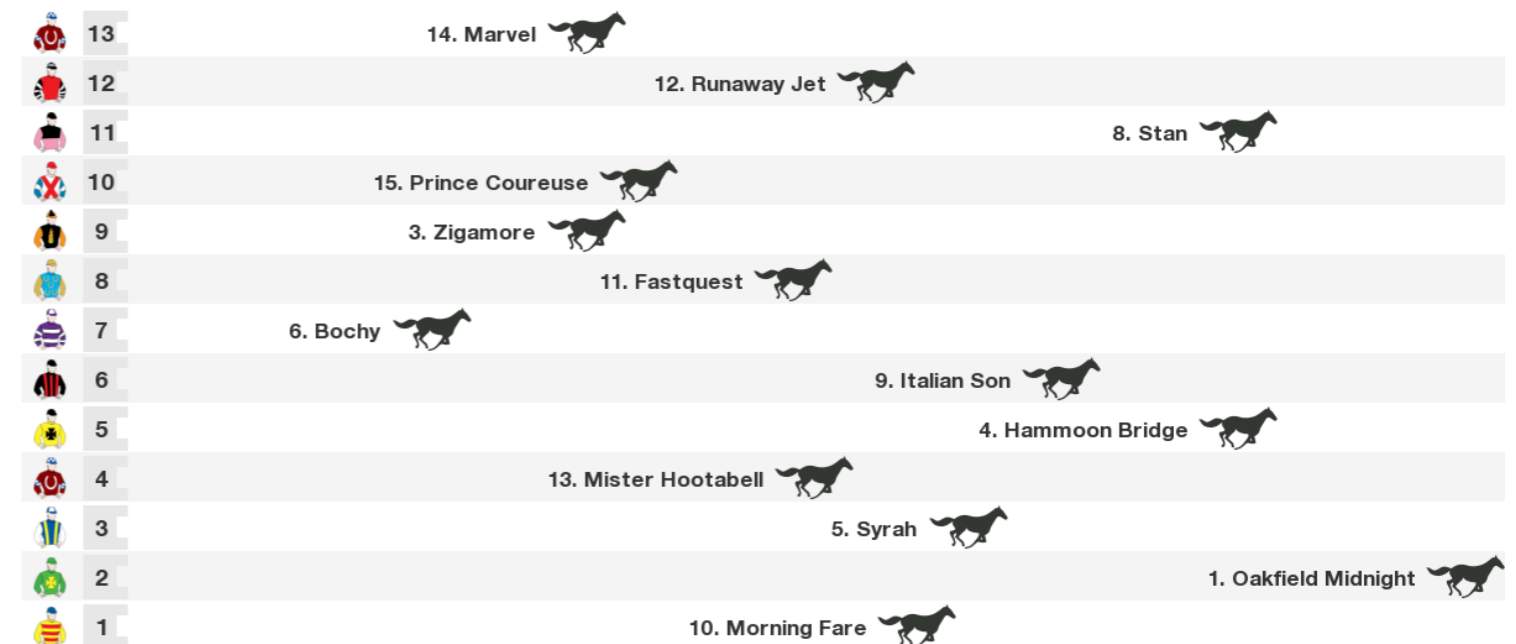 13 14. Marvel
12 12. Runaway Jet
11 8. Stan
10 15. Prince Coureuse
9 3. Zigamore
8 11. Fastquest
7 6. Bochy
6 9. Italian Son
5 4. Hammoon Bridge
4 13. Mister Hootabell
3 5. Syrah
2 1. Oakfield Midnight
1 10. Morning Fare